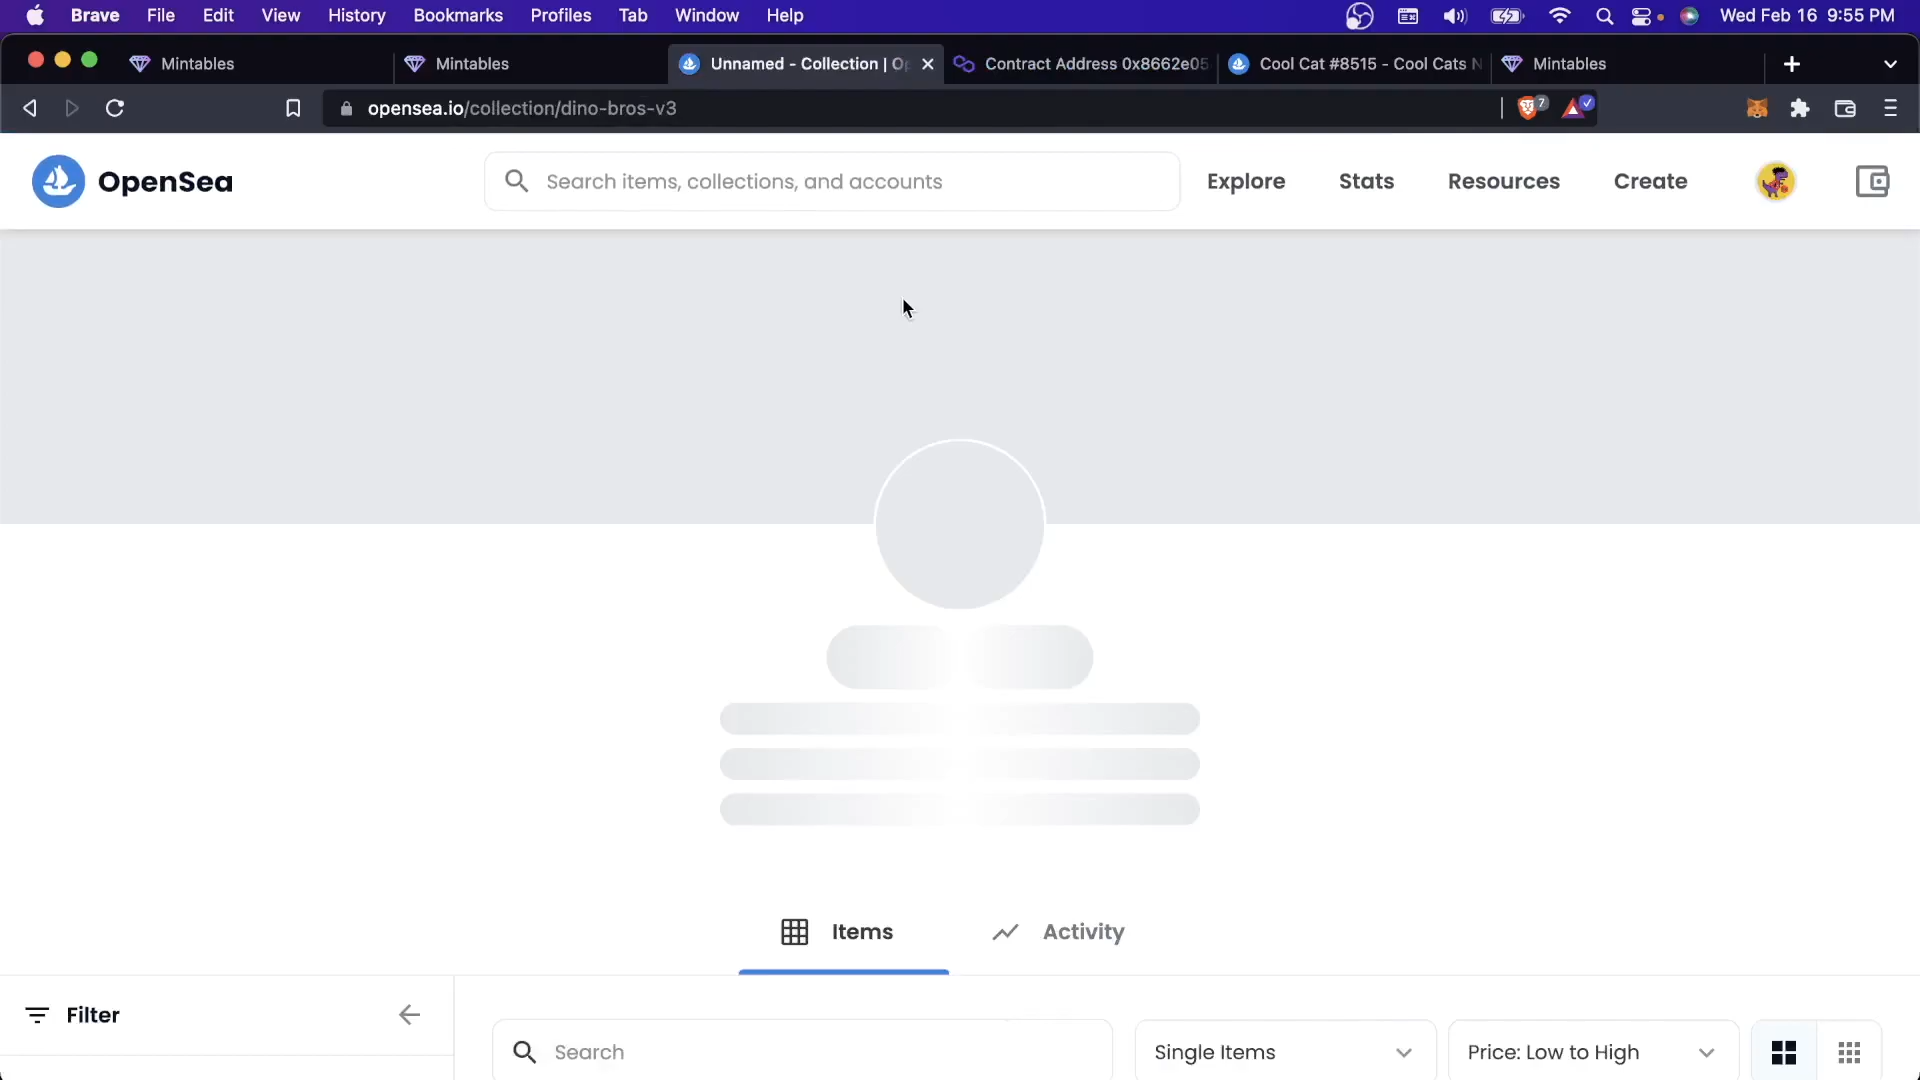 Brave File Edit View History Bookmarks Profiles Tab Window Help Wed Feb 16 9:55 PM
Mintables Mintables Unnamed - Collection | Op Contract Address 0x8662e05 Cool Cat #8515 - Cool Cats N Mintables
opensea.io/collection/dino-bros-v3 7
OpenSea Search items, collections, and accounts Explore Stats Resources Create
Items Activity
Filter
Search Single Items Price: Low to High